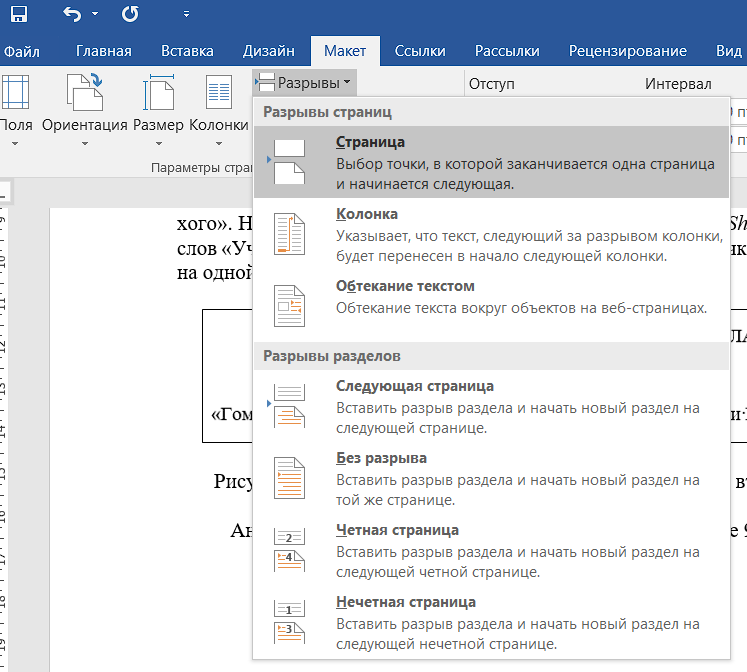 Файл Главная Вставка Дизайн Макет Ссылки Рассылки Рецензирование Вид
Поля Ориентация Размер Колонки
Разрывы
Отступ Интервал
Разрывы страниц
Страница
Выбор точки, в которой заканчивается одна страница
и начинается следующая.
Колонка
Указывает, что текст, следующий за разрывом колонки,
будет перенесен в начало следующей колонки.
Обтекание текстом
Обтекание текста вокруг объектов на веб-страницах.
Разрывы разделов
Следующая страница
Вставить разрыв раздела и начать новый раздел на
следующей странице.
Без разрыва
Вставить разрыв раздела и начать новый раздел на
той же странице.
Четная страница
Вставить разрыв раздела и начать новый раздел на
следующей четной странице.
Нечетная страница
Вставить разрыв раздела и начать новый раздел на
следующей нечетной странице.
Параметры стра
хого». Н
слов «Уч
на одной
«Гом
Рису
Ан